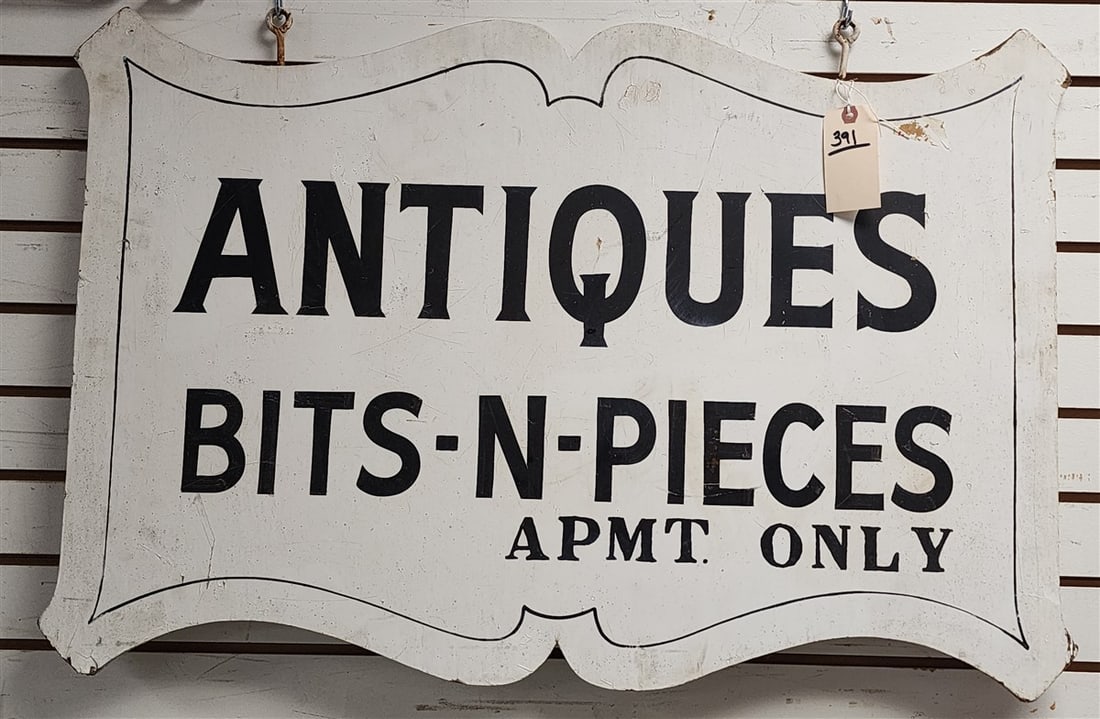 391
ANTIQUES
BITS-N-PIECES
APMT. ONLY